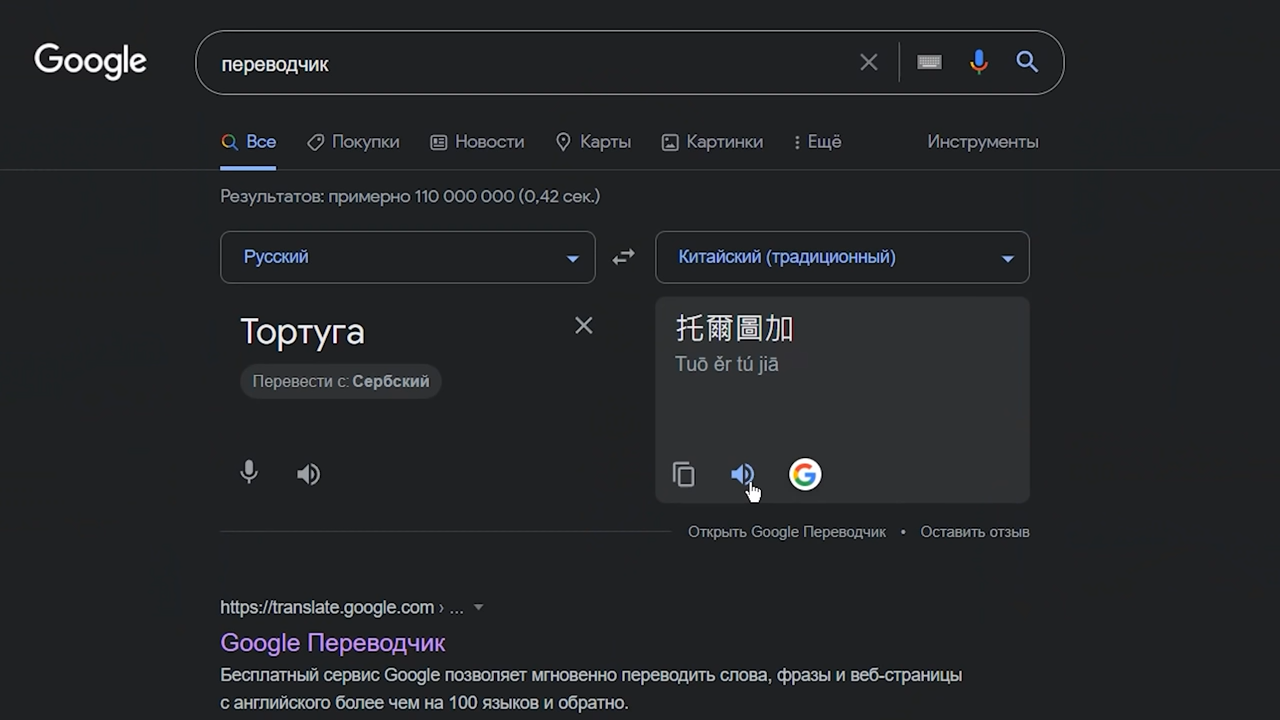 Google
переводчик
Все Покупки Новости Карты Картинки Ещё Инструменты
Результатов: примерно 110 000 000 (0,42 сек.)
Русский Китайский (традиционный)
Тортуга
Перевести с: Сербский
托爾圖加
Tuō ěr tú jiā
Открыть Google Переводчик • Оставить отзыв
https://translate.google.com › ...
Google Переводчик
Бесплатный сервис Google позволяет мгновенно переводить слова, фразы и веб-страницы
с английского более чем на 100 языков и обратно.